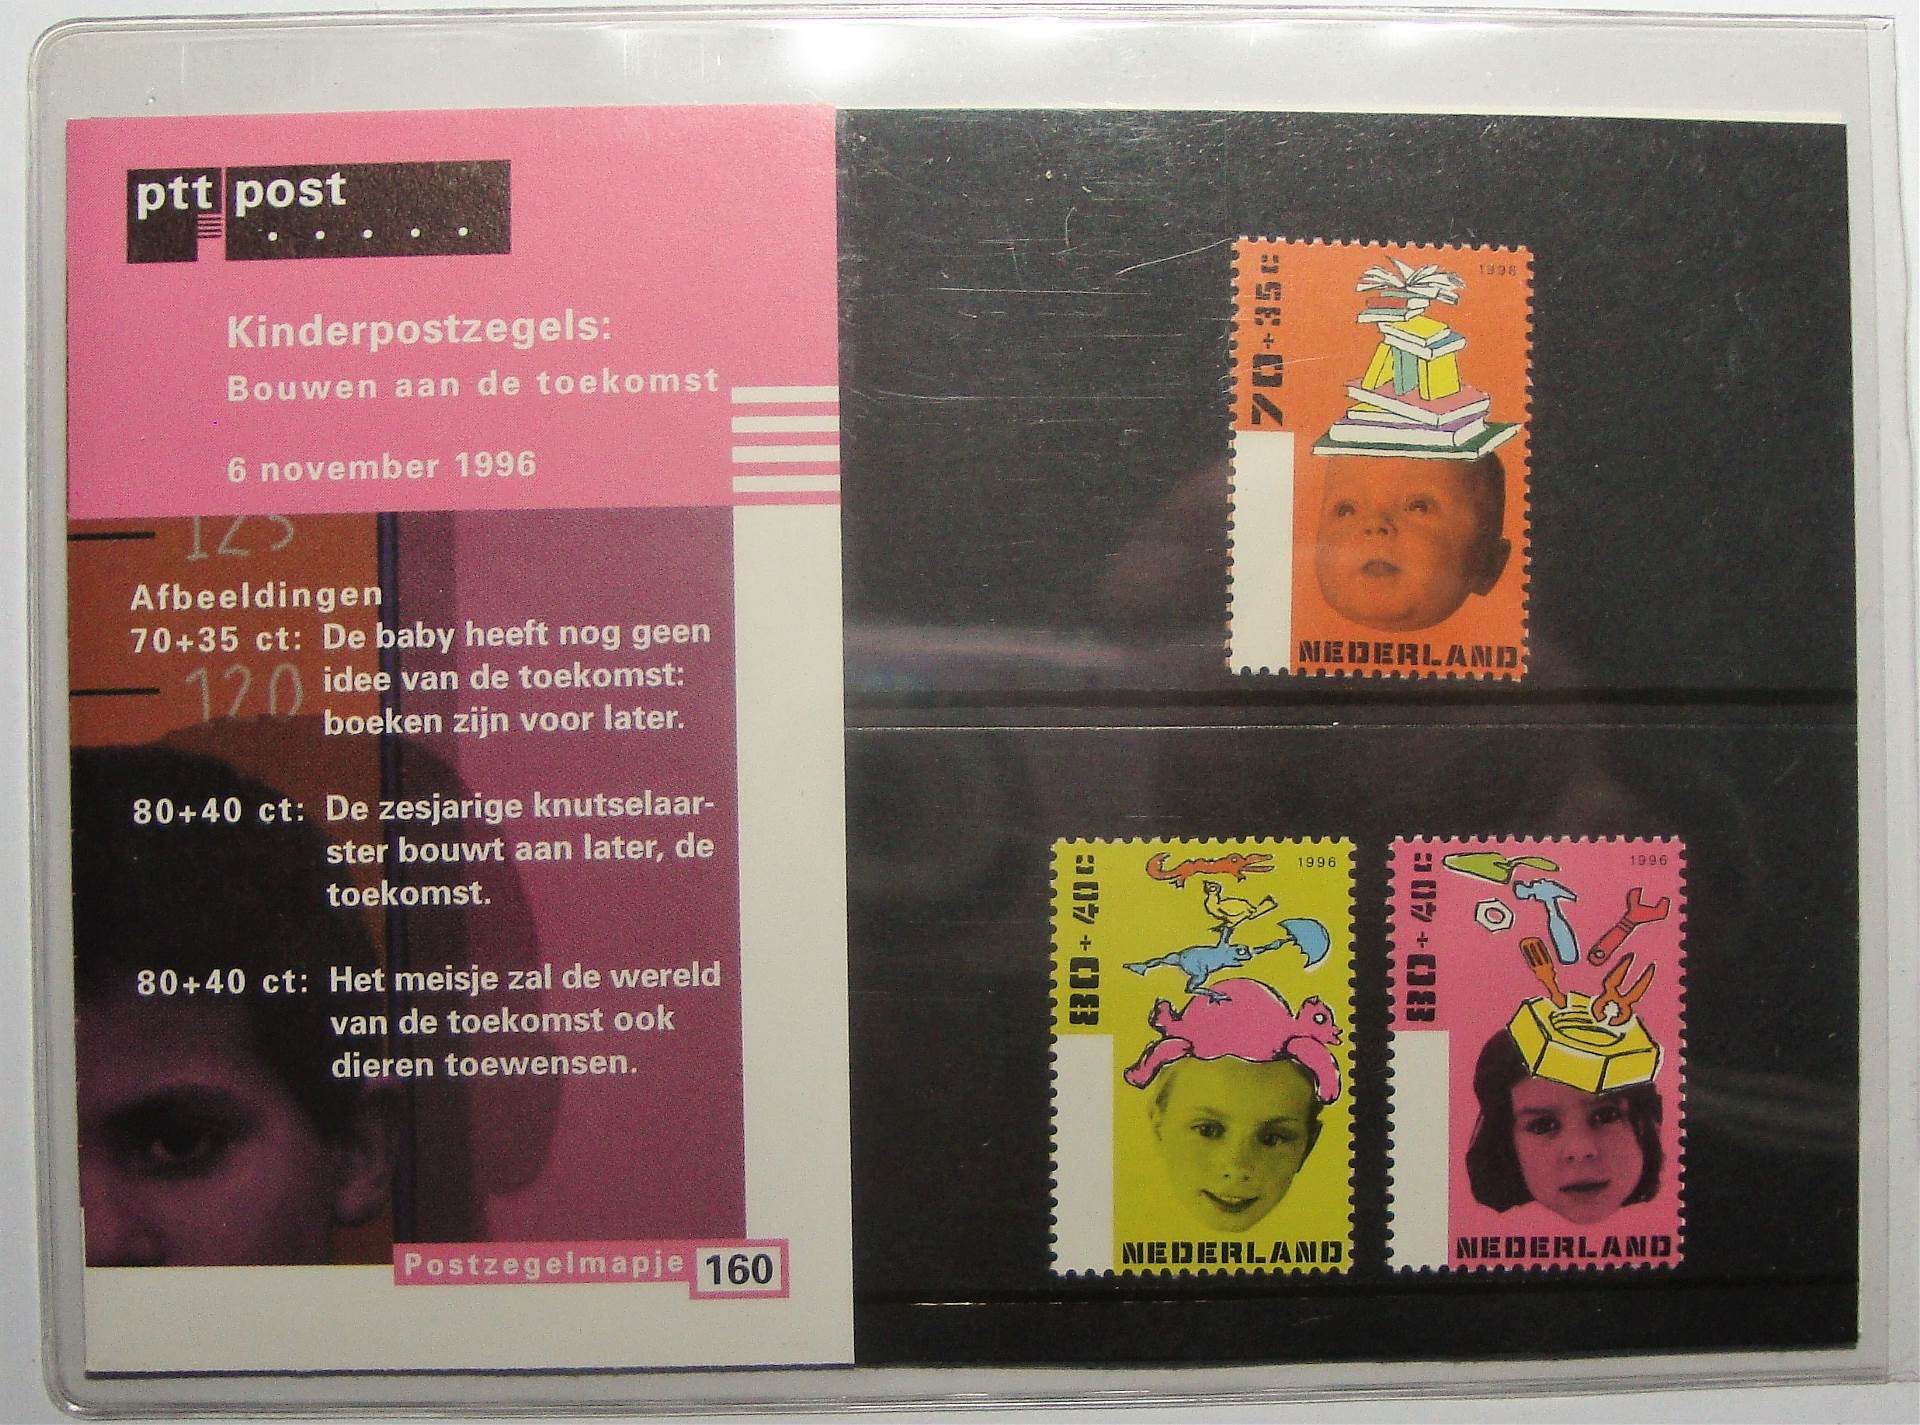 ptt post
Kinderpostzegels:
Bouwen aan de toekomst
6 november 1996
125
Afbeeldingen
70+35 ct: De baby heeft nog geen
idee van de toekomst:
boeken zijn voor later.
120
80+40 ct: De zesjarige knutselaar-
ster bouwt aan later, de
toekomst.
80+40 ct: Het meisje zal de wereld
van de toekomst ook
dieren toewensen.
Postzegelmapje 160
1996
70+35c
NEDERLAND
1996
80+40c
NEDERLAND
1996
80+40c
NEDERLAND